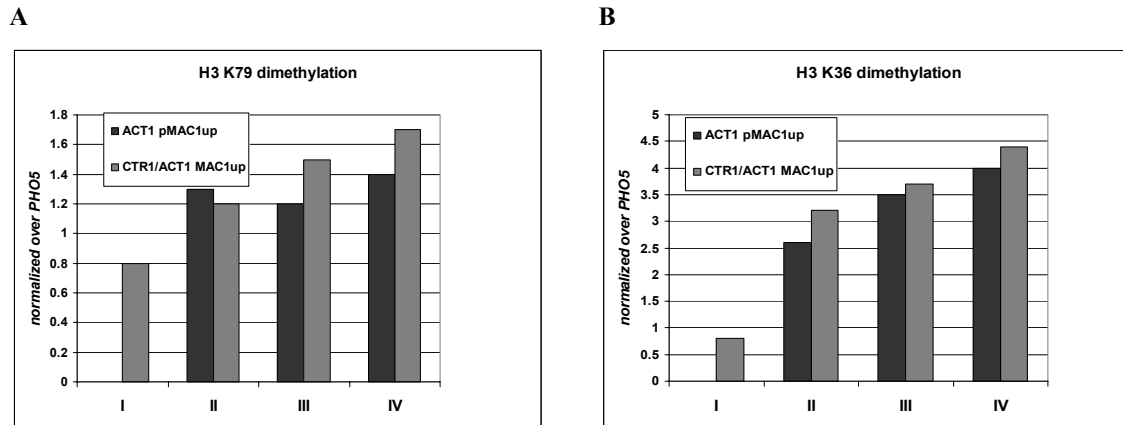 A
H3 K79 dimethylation
normalized over PHO5
1.8
1.6
1.4
1.2
1
0.8
0.6
0.4
0.2
0
ACT1 pMAC1up
CTR1/ACT1 MAC1up
I II III IV
B
H3 K36 dimethylation
normalized over PHO5
5
4.5
4
3.5
3
2.5
2
1.5
1
0.5
0
ACT1 pMAC1up
CTR1/ACT1 MAC1up
I II III IV